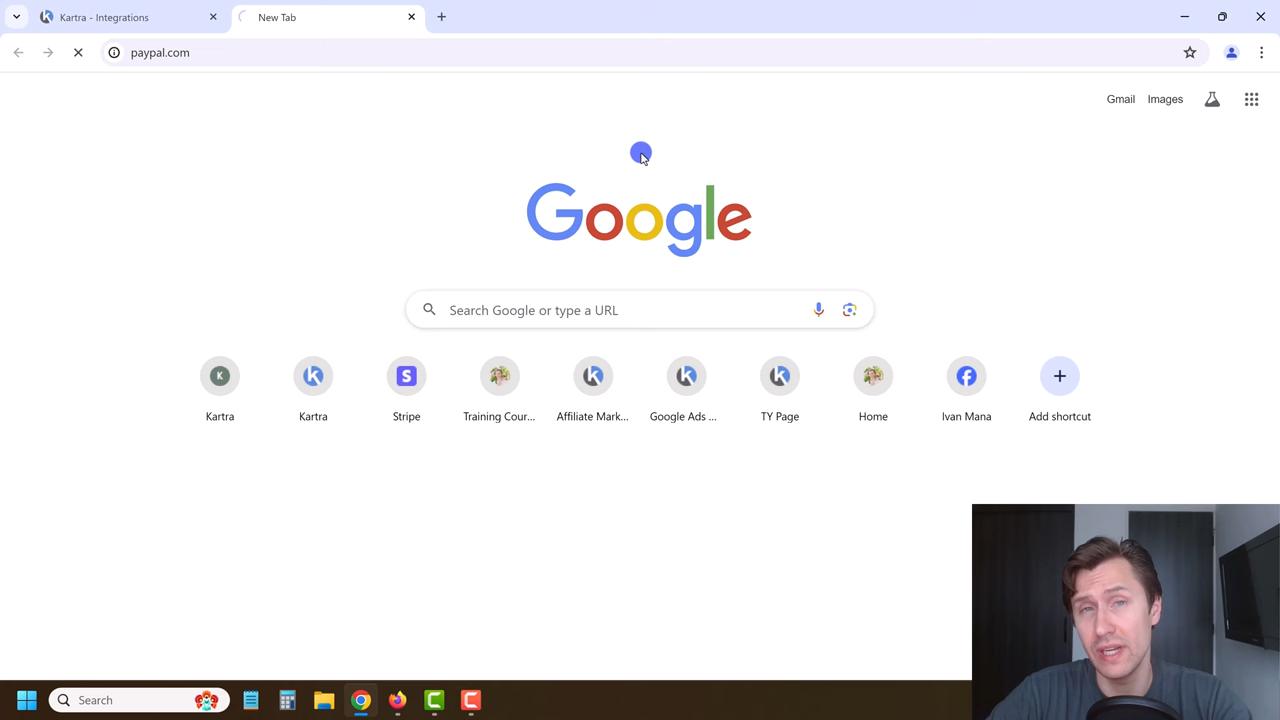 Kartra - Integrations
New Tab
paypal.com
Gmail
Images
Google
Search Google or type a URL
K
Kartra
Kartra
S
Stripe
Training Cour...
Affiliate Mark...
Google Ads ...
TY Page
Home
Ivan Mana
Add shortcut
Search